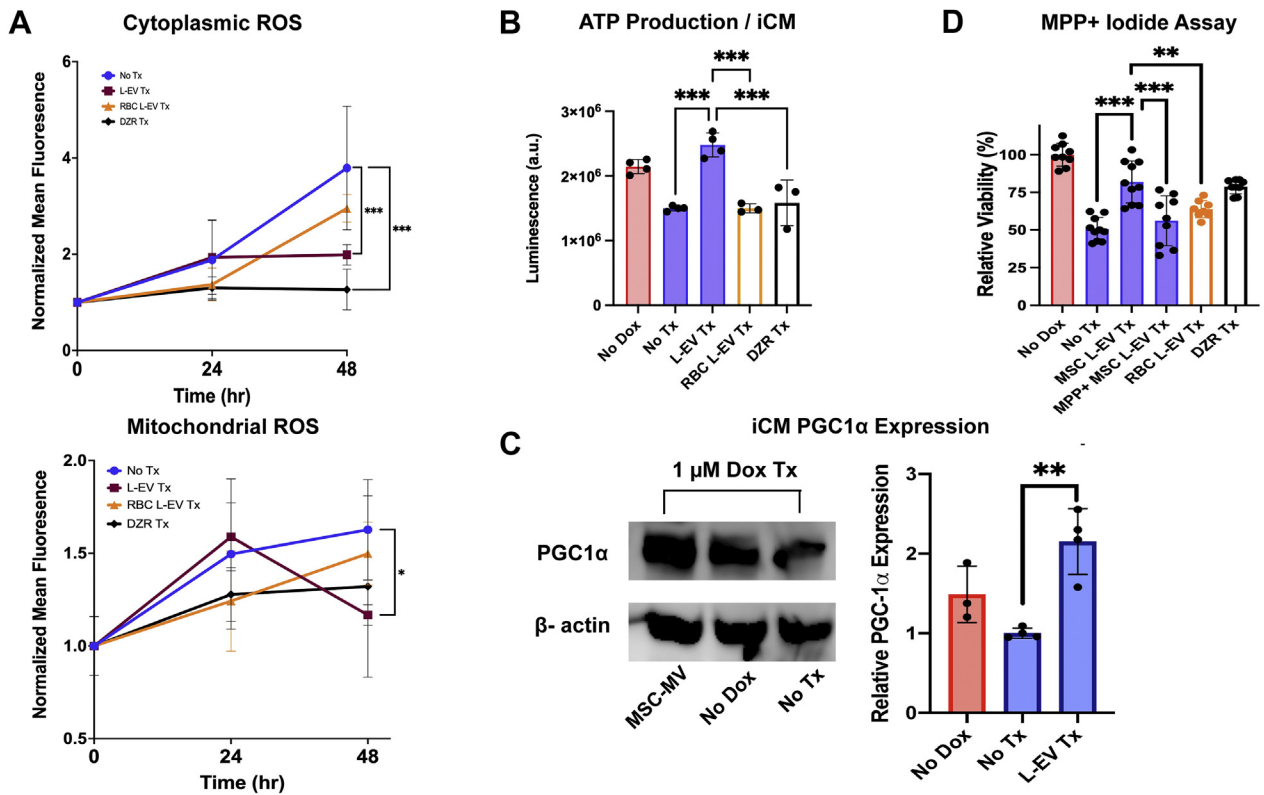 A
Cytoplasmic ROS
Normalized Mean Fluoresence
6
4
2
0
No Tx
L-EV Tx
RBC L-EV Tx
DZR Tx
***
***
0
24
48
Time (hr)
Mitochondrial ROS
Normalized Mean Fluoresence
2.0
1.5
1.0
0.5
No Tx
L-EV Tx
RBC L-EV Tx
DZR Tx
*
0
24
48
Time (hr)
B
ATP Production / iCM
Luminescence (a.u.)
3×10⁶
2×10⁶
1×10⁶
0
***
***
***
No Dox
No Tx
L-EV Tx
RBC L-EV Tx
DZR Tx
D
MPP+ Iodide Assay
Relative Viability (%)
100
75
50
25
0
**
***
***
No Dox
No Tx
MSC L-EV Tx
MPP+ MSC L-EV Tx
RBC L-EV Tx
DZR Tx
C
iCM PGC1α Expression
1 µM Dox Tx
PGC1α
β- actin
MSC-MV
No Dox
No Tx
Relative PGC-1α Expression
3
2
1
0
**
No Dox
No Tx
L-EV Tx